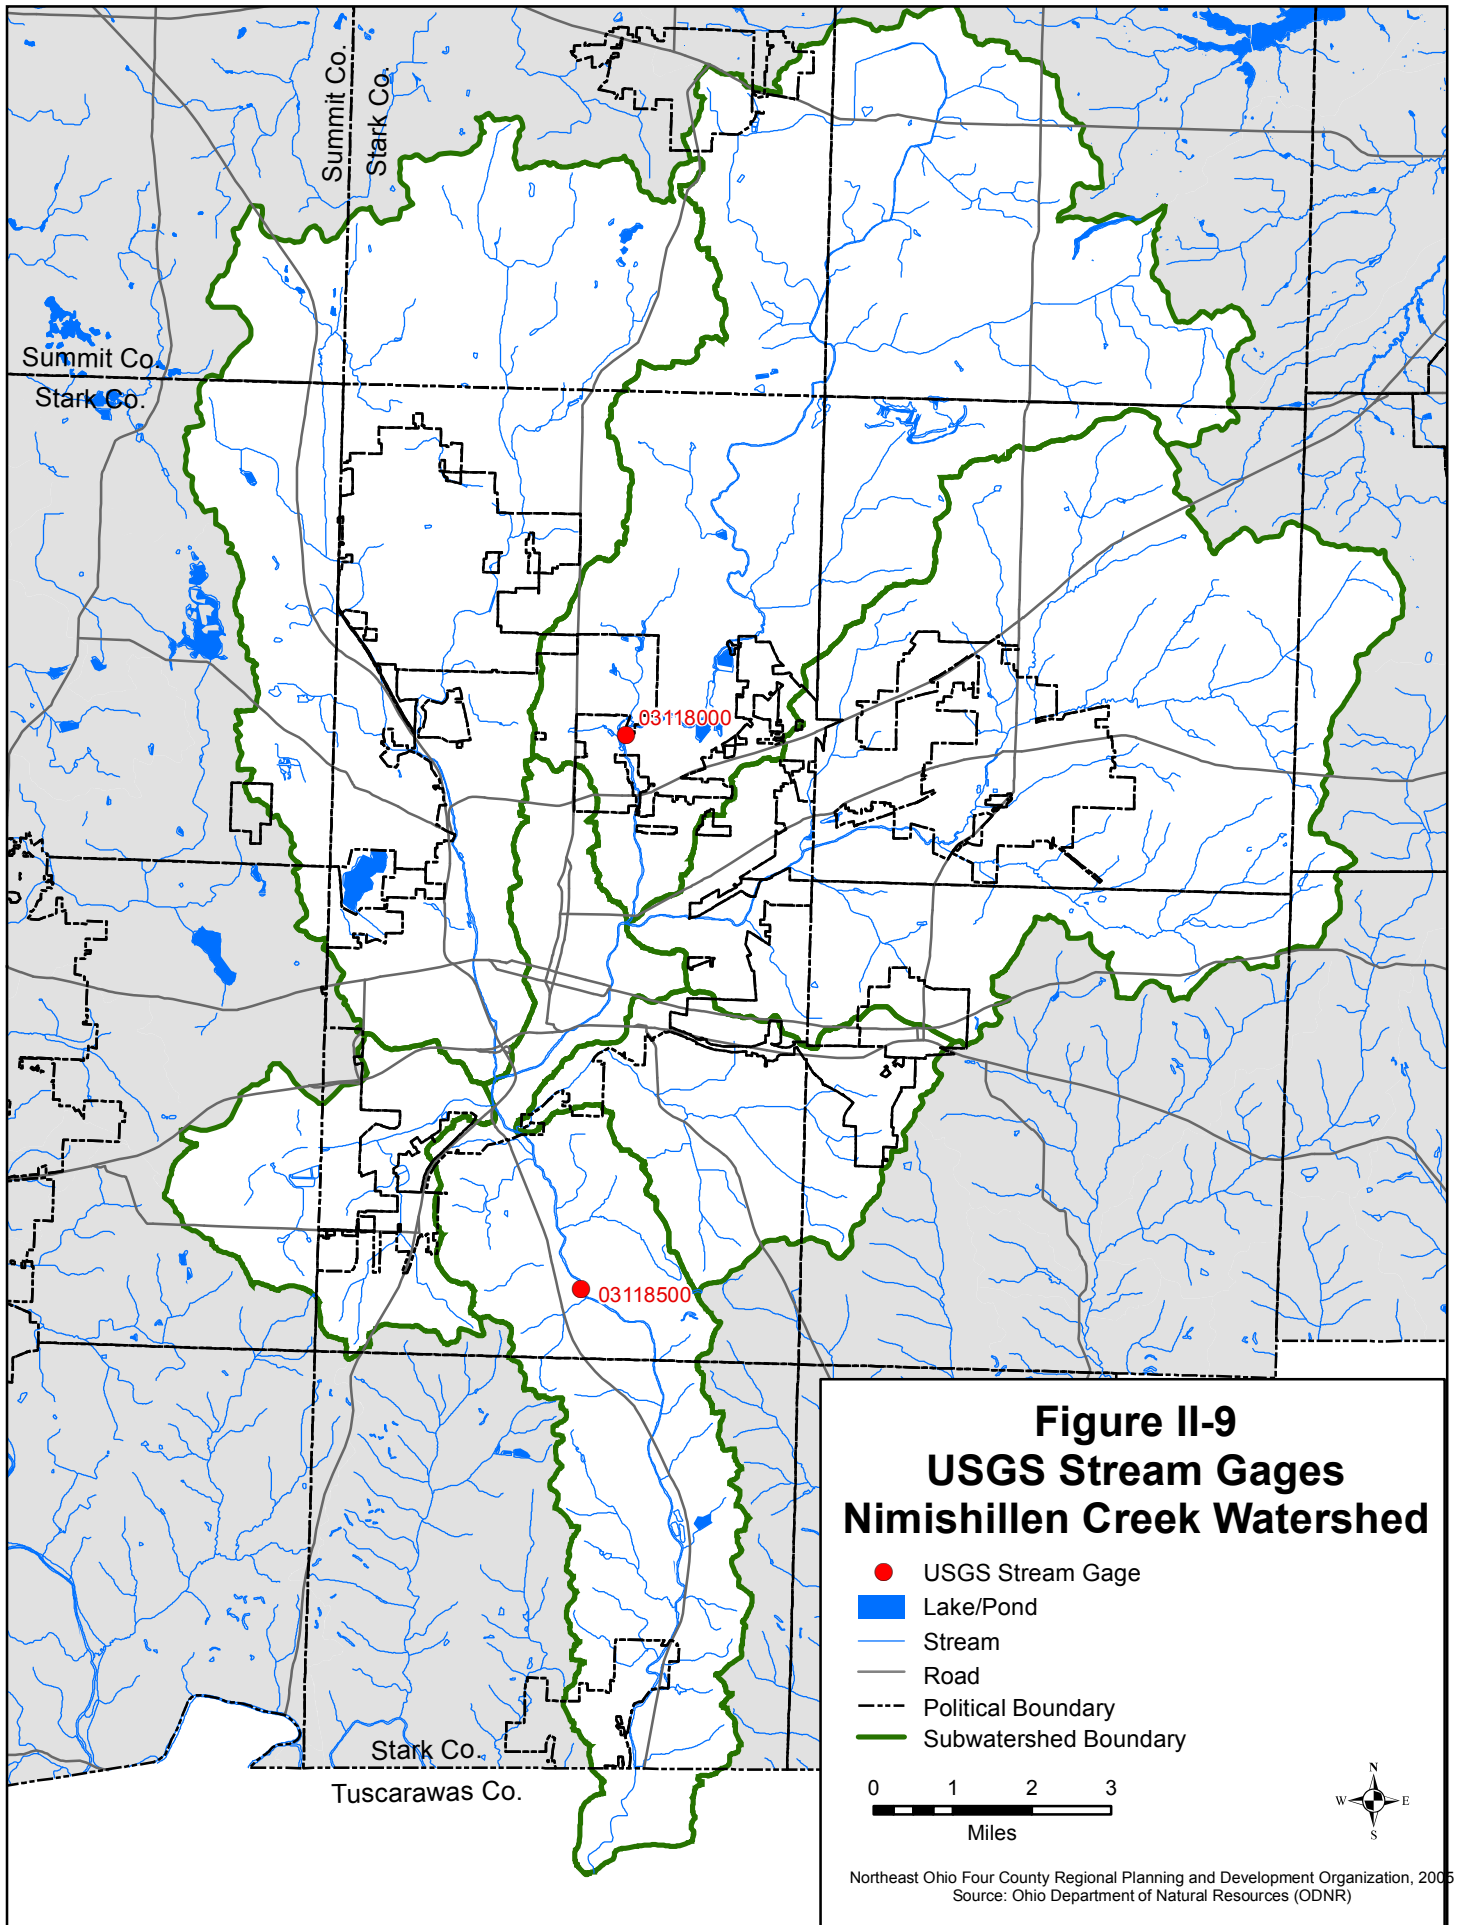 Summit Co.
Stark Co.
Summit Co.
Stark Co.
03118000
03118500
Stark Co.
Tuscarawas Co.
Figure II-9
USGS Stream Gages
Nimishillen Creek Watershed
USGS Stream Gage
Lake/Pond
Stream
Road
Political Boundary
Subwatershed Boundary
0 1 2 3
Miles
N
W E
S
Northeast Ohio Four County Regional Planning and Development Organization,
Source: Ohio Department of Natural Resources (ODNR)